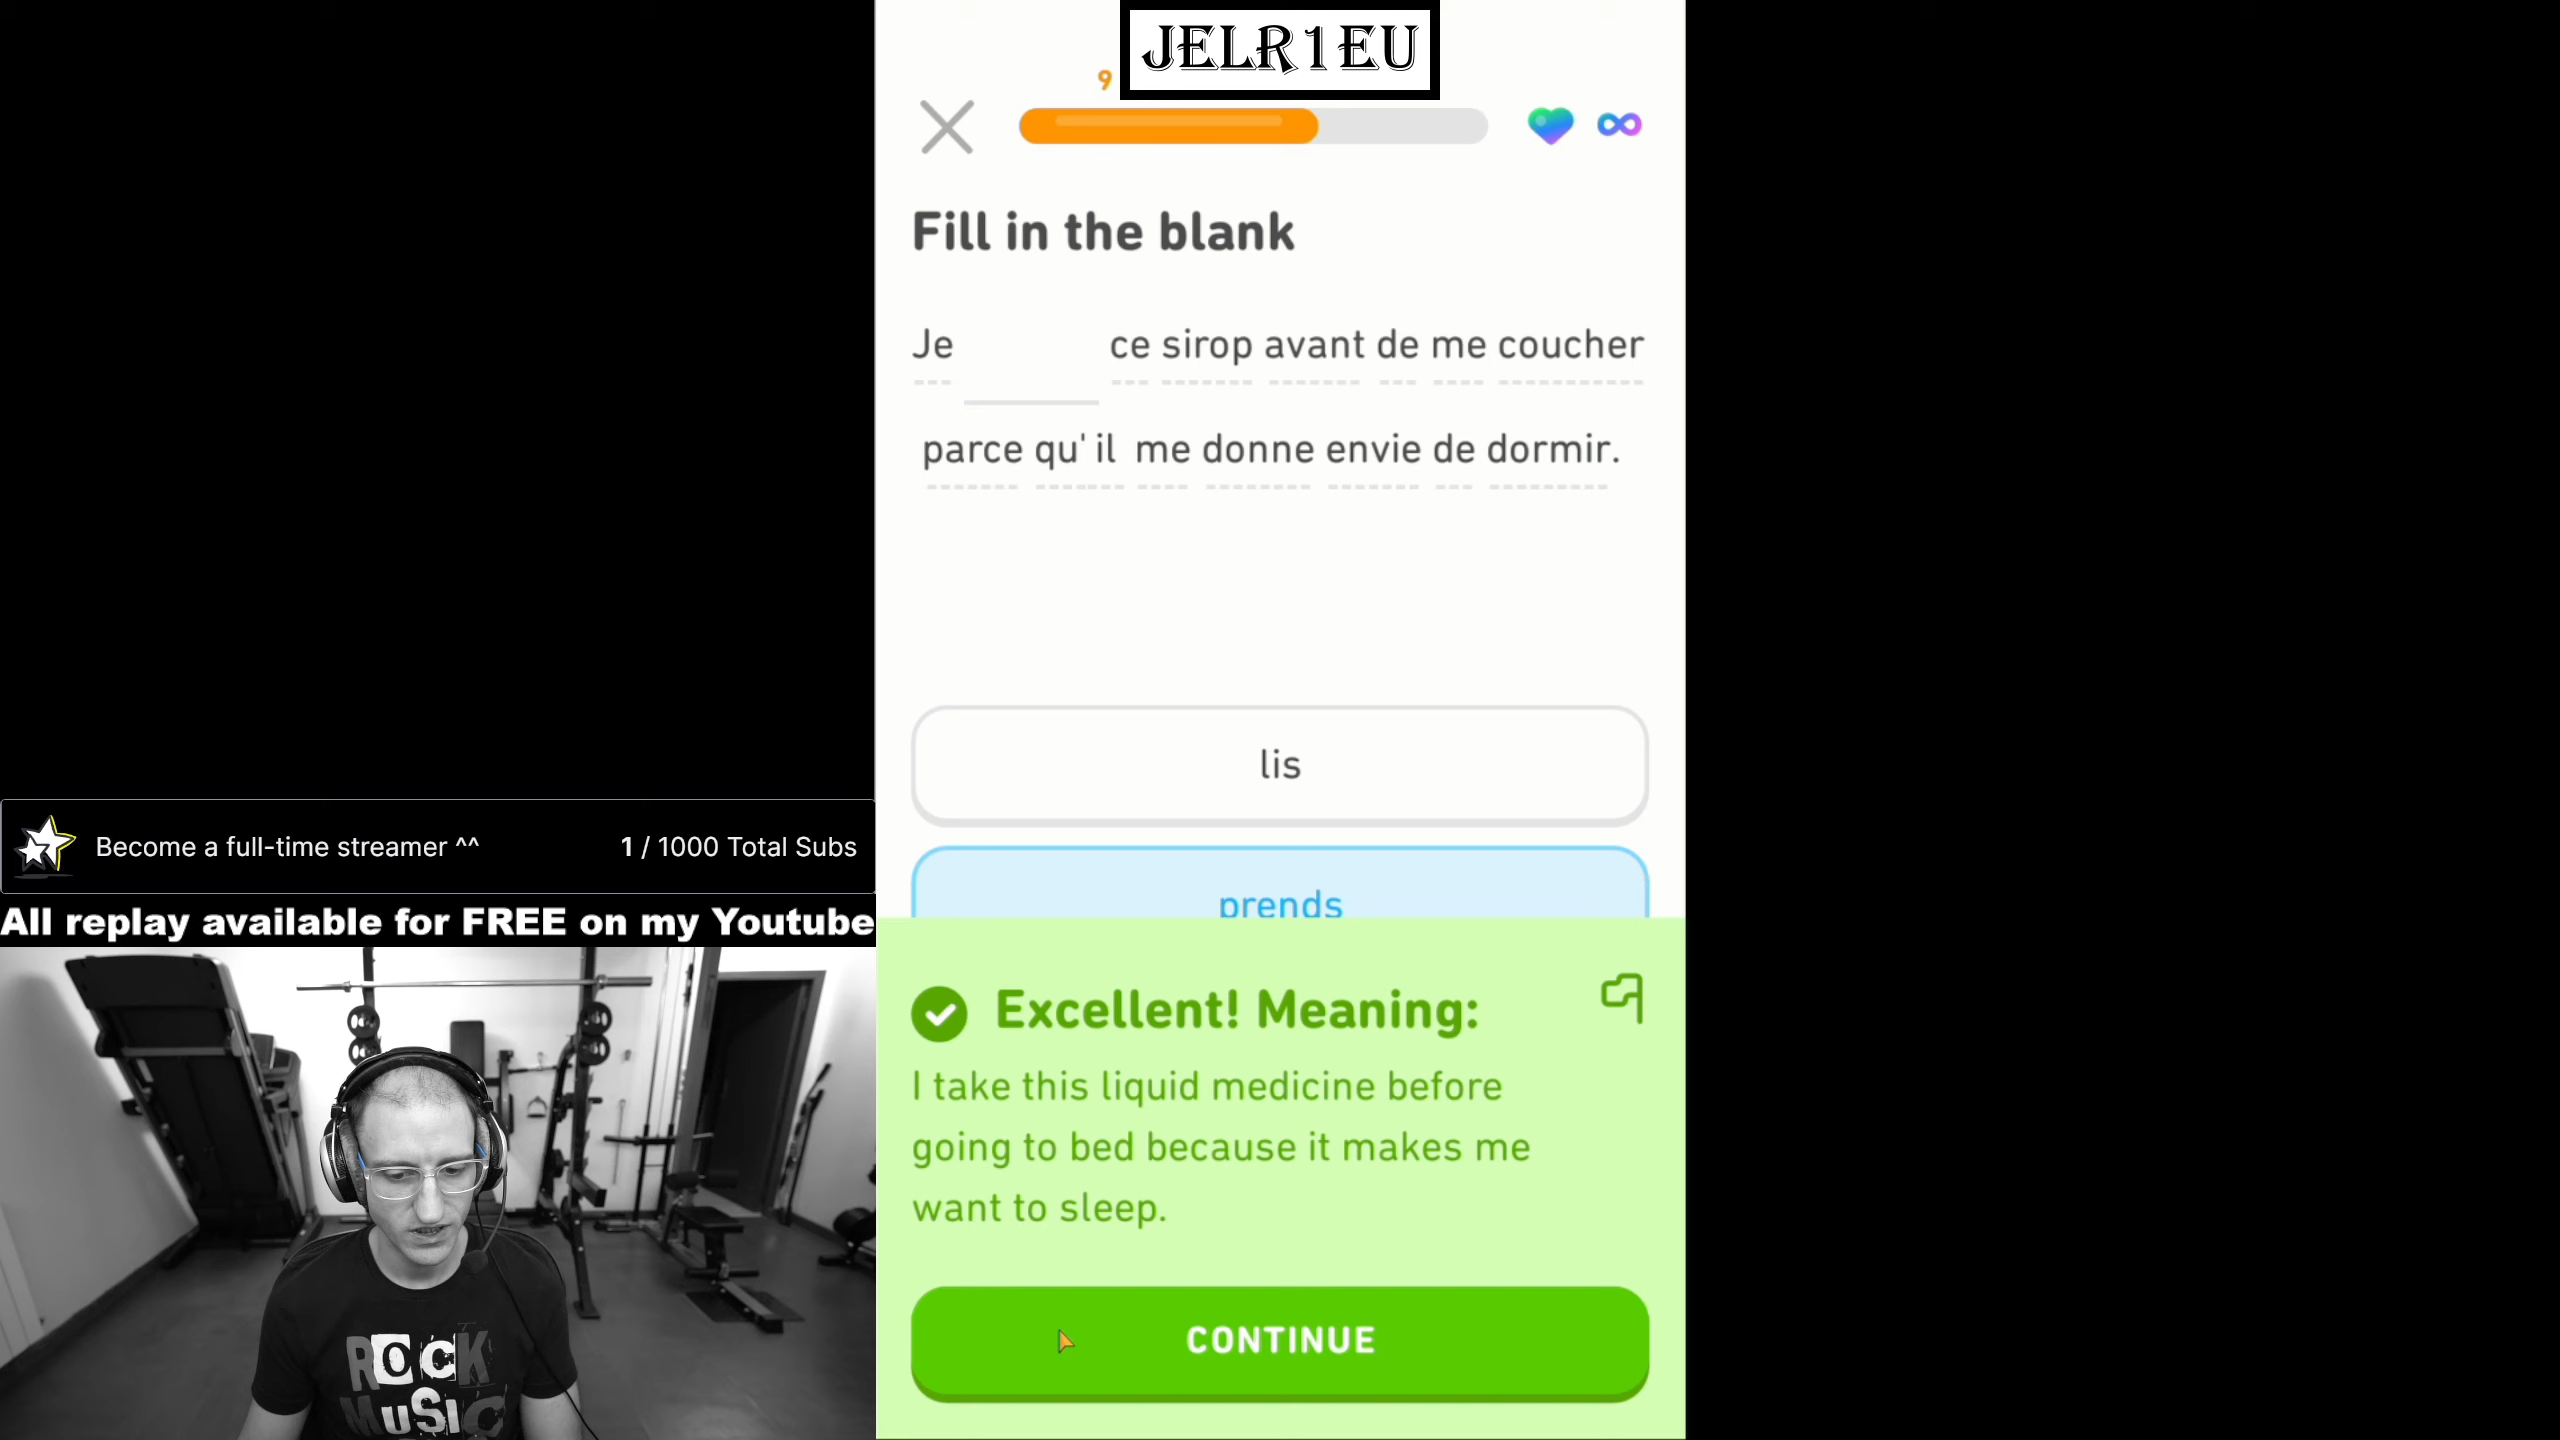 JELR1EU
9
Fill in the blank
Je ce sirop avant de me coucher
parce qu'il me donne envie de dormir.
lis
prends
Excellent! Meaning:
I take this liquid medicine before
going to bed because it makes me
want to sleep.
CONTINUE
Become a full-time streamer ^^ 1 / 1000 Total Subs
All replay available for FREE on my Youtube
ROCK
MUSIC